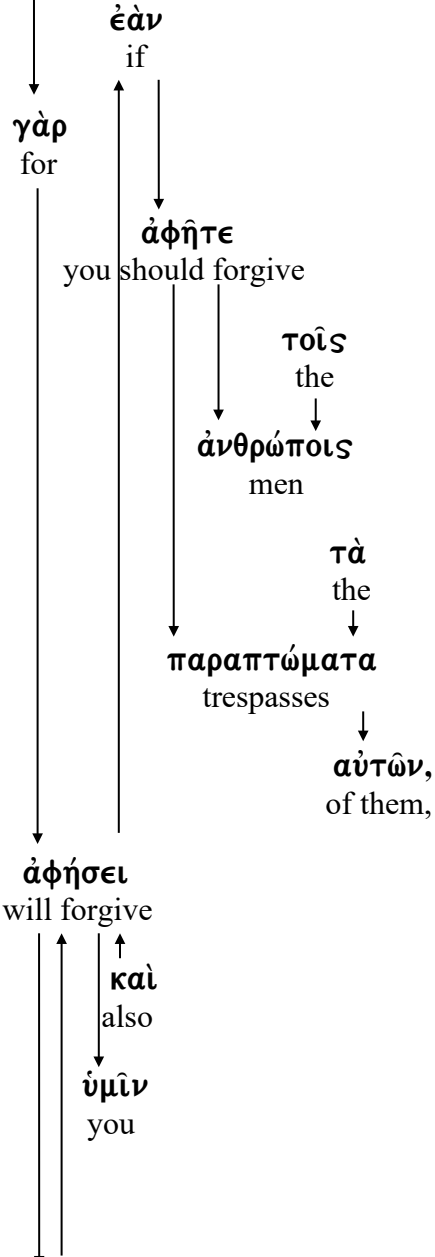 ἐὰν
if
γὰρ
for
ἀφῆτε
you should forgive
τοῖς
the
ἀνθρώποις
men
τὰ
the
παραπτώματα
trespasses
αὐτῶν,
of them,
ἀφήσει
will forgive
καὶ
also
ὑμῖν
you